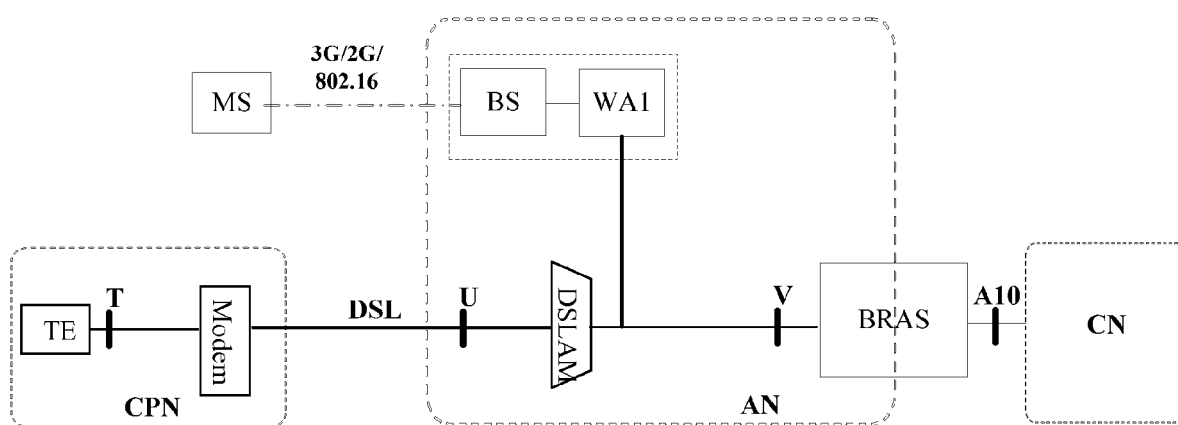 3G/2G/
802.16
MS
BS
WA1
TE
T
Modem
DSL
U
DSLAM
V
BRAS
A10
CN
CPN
AN